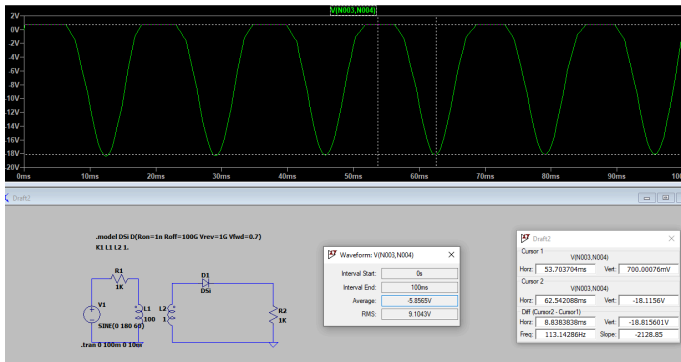 V(N003,N004)
2V
0V
-2V
-4V
-6V
-8V
-10V
-12V
-14V
-16V
-18V
-20V
0ms 10ms 20ms 30ms 40ms 50ms 60ms 70ms 80ms 90ms
Draft2
.model DSi D(Ron=1n Roff=100G Vrev=1G Vfwd=0.7)
K1 L1 L2 1.
R1
1K
V1
SINE(0 180 60)
L1
100
L2
1
D1
DSi
R2
1K
.tran 0 100m 0 10u
Waveform: V(N003,N004)
Interval Start: 0s
Interval End: 100ms
Average: -5.8565V
RMS: 9.1043V
Draft2
Cursor 1
V(N003,N004)
Horz: 53.703704ms Vert: 700.00076mV
Cursor 2
V(N003,N004)
Horz: 62.542088ms Vert: -18.1156V
Diff (Cursor2 - Cursor1)
Horz: 8.8383838ms Vert: -18.815601V
Freq: 113.14286Hz Slope: -2128.85